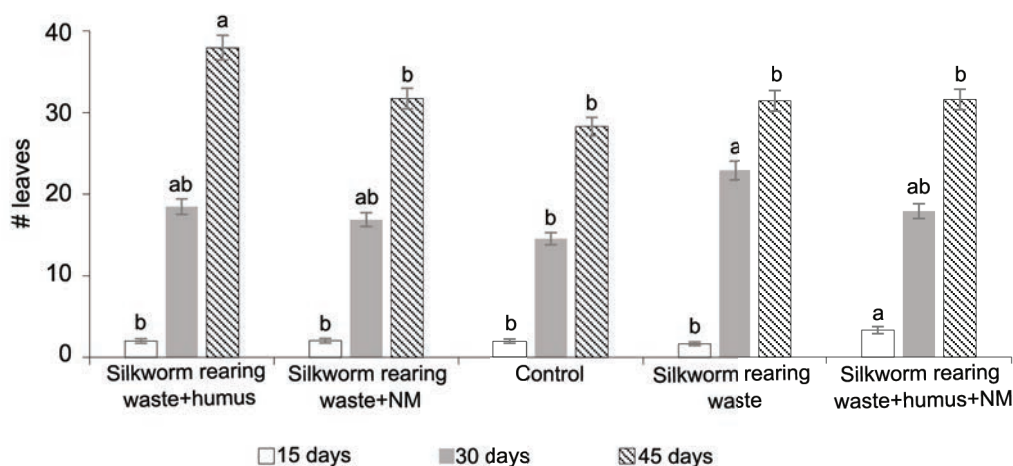 40
30
20
10
0
# leaves
b
ab
a
b
ab
b
b
b
b
b
a
b
a
ab
b
Silkworm rearing
waste+humus
Silkworm rearing
waste+NM
Control
Silkworm rearing
waste
Silkworm rearing
waste+humus+NM
15 days
30 days
45 days